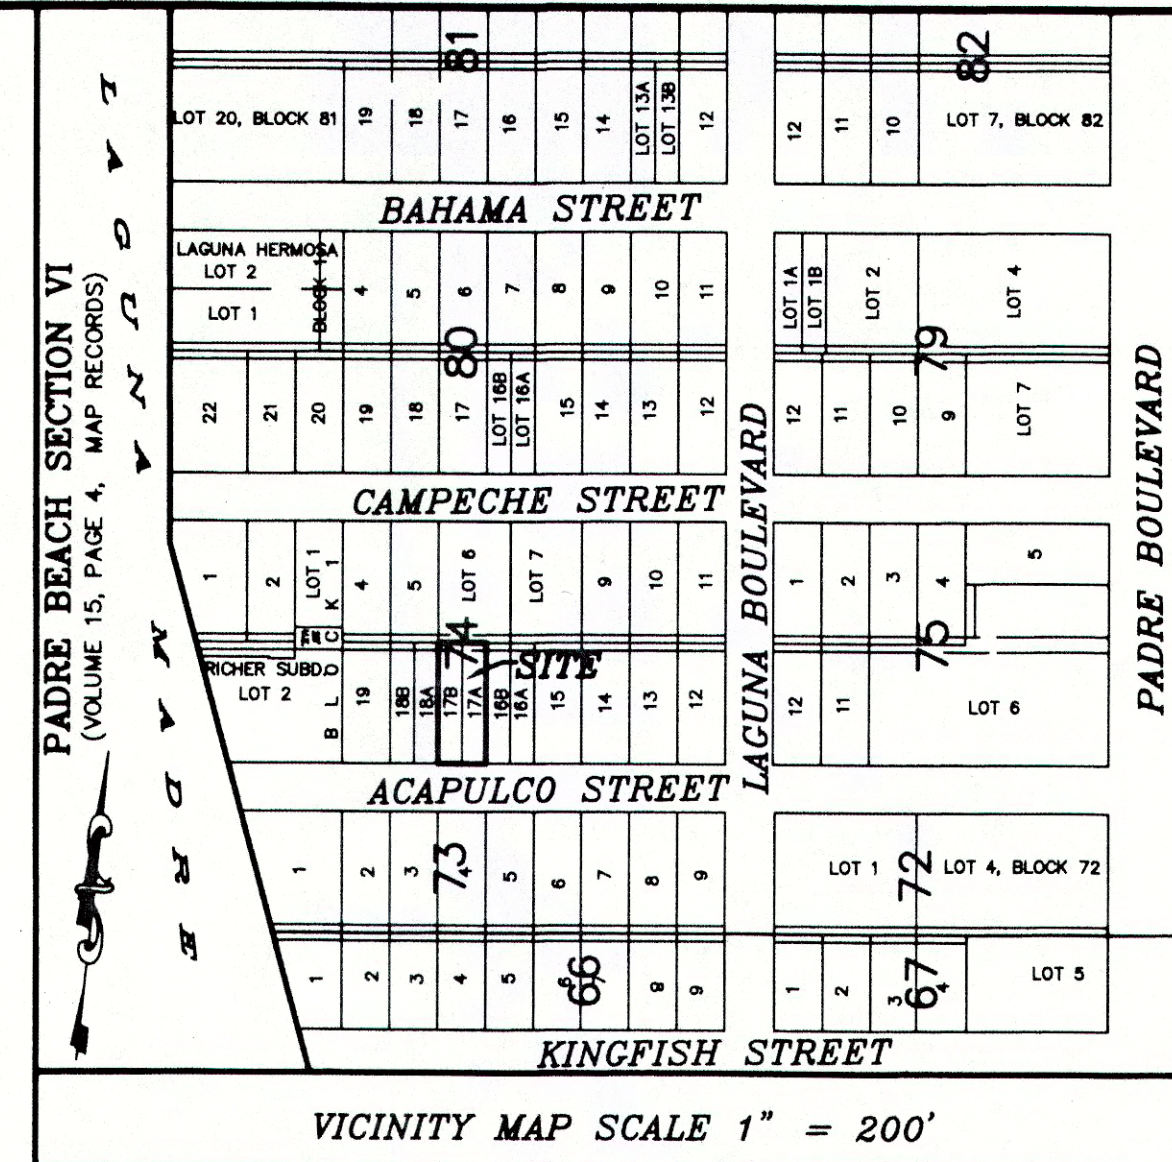 PADRE BEACH SECTION VI
(VOLUME 15, PAGE 4, MAP RECORDS)
LAGUNA MADRE
81
82
LOT 20, BLOCK 81
19
18
17
16
15
14
LOT 13A
LOT 13B
12
12
11
10
LOT 7, BLOCK 82
BAHAMA STREET
LAGUNA HERMOSA
LOT 2
LOT 1
4
5
6
7
8
9
10
11
LOT 1A
LOT 1B
LOT 2
LOT 4
80
79
22
21
20
19
18
17
LOT 16B
LOT 16A
15
14
13
12
12
11
10
9
LOT 7
CAMPECHE STREET
LAGUNA BOULEVARD
PADRE BOULEVARD
1
2
LOT 1
BLOCK 1
4
5
LOT 6
LOT 7
9
10
11
1
2
3
4
5
74
75
RICHER SUBD.
LOT 2
19
18B
18A
17B
17A
SITE
16B
16A
15
14
13
12
12
11
LOT 6
ACAPULCO STREET
1
2
3
4
73
5
6
7
8
9
LOT 1
72
LOT 4, BLOCK 72
1
2
3
4
5
6
66
7
8
9
1
2
3
67
4
LOT 5
KINGFISH STREET
VICINITY MAP SCALE 1" = 200'